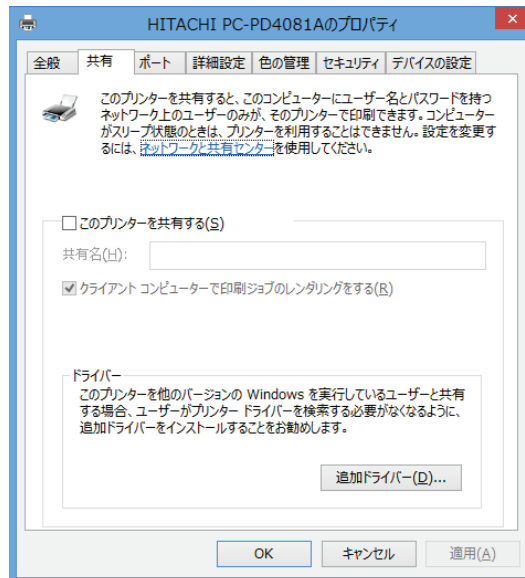 HITACHI PC-PD4081Aのプロパティ
全般 共有 ポート 詳細設定 色の管理 セキュリティ デバイスの設定
このプリンターを共有すると、このコンピューターにユーザー名とパスワードを持つ
ネットワーク上のユーザーのみが、そのプリンターで印刷できます。コンピューター
がスリープ状態のときは、プリンターを利用することはできません。設定を変更す
るには、ネットワークと共有センターを使用してください。
このプリンターを共有する(S)
共有名(H):
クライアント コンピューターで印刷ジョブのレンダリングをする(R)
ドライバー
このプリンターを他のバージョンの Windows を実行しているユーザーと共有
する場合、ユーザーがプリンター ドライバーを検索する必要がなくなるように、
追加ドライバーをインストールすることをお勧めします。
追加ドライバー(D)...
OK キャンセル 適用(A)